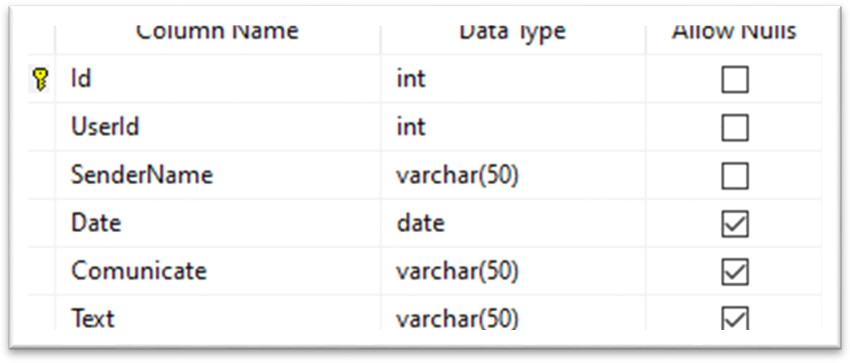 Column Name Data Type Allow Nulls
Id int
UserId int
SenderName varchar(50)
Date date
Comunicate varchar(50)
Text varchar(50)